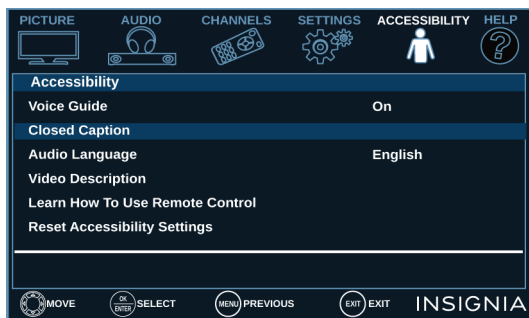 PICTURE AUDIO CHANNELS SETTINGS ACCESSIBILITY HELP
?
Accessibility
Voice Guide On
Closed Caption
Audio Language English
Video Description
Learn How To Use Remote Control
Reset Accessibility Settings
MOVE OK ENTER SELECT MENU PREVIOUS EXIT EXIT INSIGNIA